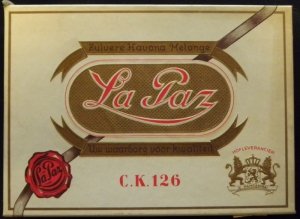 Zuivere Havana Melange
La Paz
Uw waarborg voor kwaliteit
C.K.126
La Paz
HOFLEVERANCIER